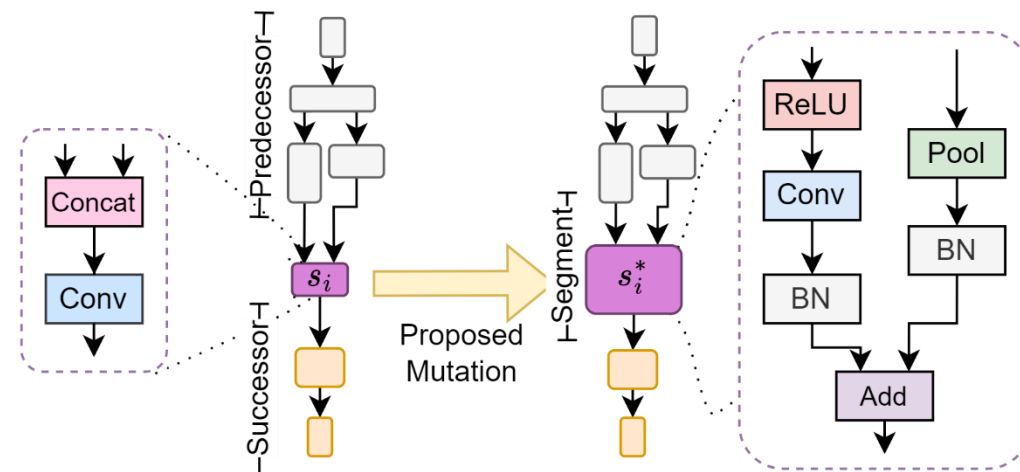 Concat
Conv
Predecessor
Successor
s_i
Proposed
Mutation
Segment
s_i^*
ReLU
Conv
BN
Pool
BN
Add